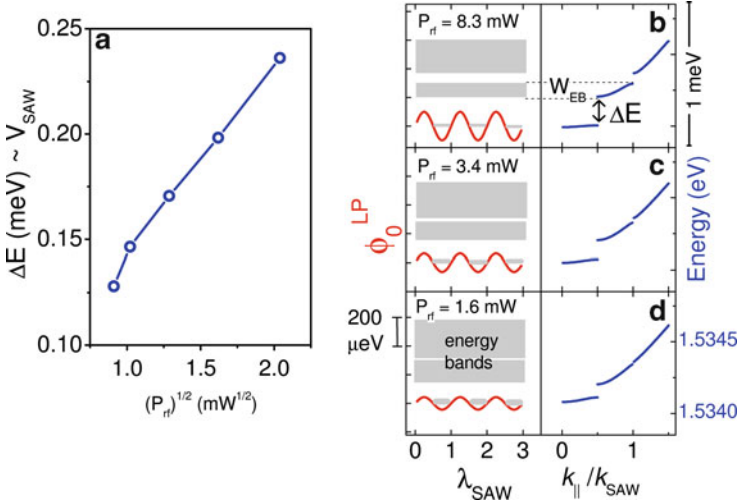 a
0.25
0.20
0.15
0.10
ΔE (meV) ~ V_SAW
1.0
1.5
2.0
(P_rf)^1/2 (mW^1/2)
P_rf = 8.3 mW
b
W_EB
ΔE
1 meV
P_rf = 3.4 mW
c
Φ_0^LP
Energy (eV)
P_rf = 1.6 mW
d
200
μeV
energy
bands
1.5345
1.5340
0 1 2 3
λ_SAW
0 1
k_|| /k_SAW